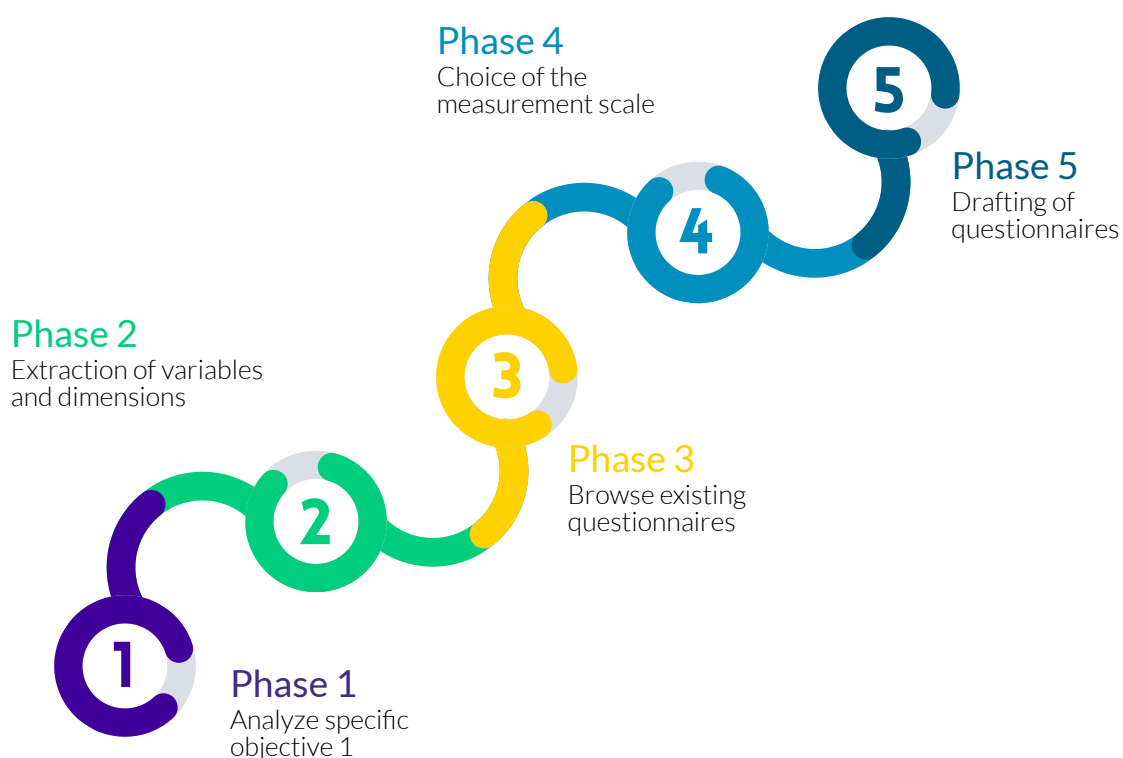 Phase 4
Choice of the
measurement scale
5
Phase 5
Drafting of
questionnaires
4
Phase 2
Extraction of variables
and dimensions
3
Phase 3
Browse existing
questionnaires
2
1
Phase 1
Analyze specific
objective 1